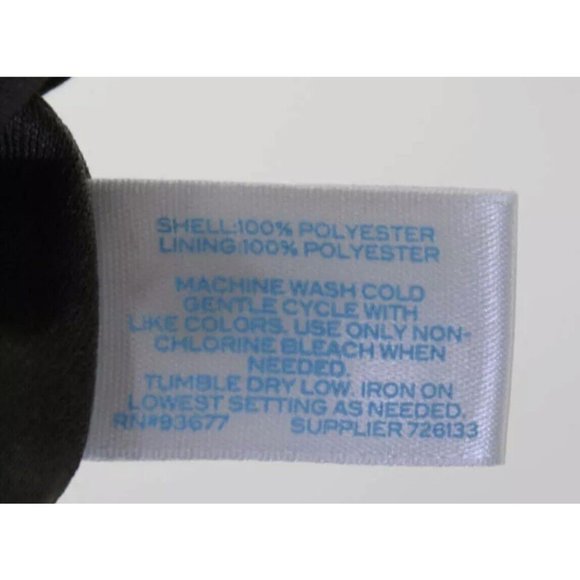 SHELL:100% POLYESTER
LINING:100% POLYESTER
MACHINE WASH COLD
GENTLE CYCLE WITH
LIKE COLORS. USE ONLY NON-
CHLORINE BLEACH WHEN
NEEDED.
TUMBLE DRY LOW. IRON ON
LOWEST SETTING AS NEEDED.
RN#93677 SUPPLIER 726133